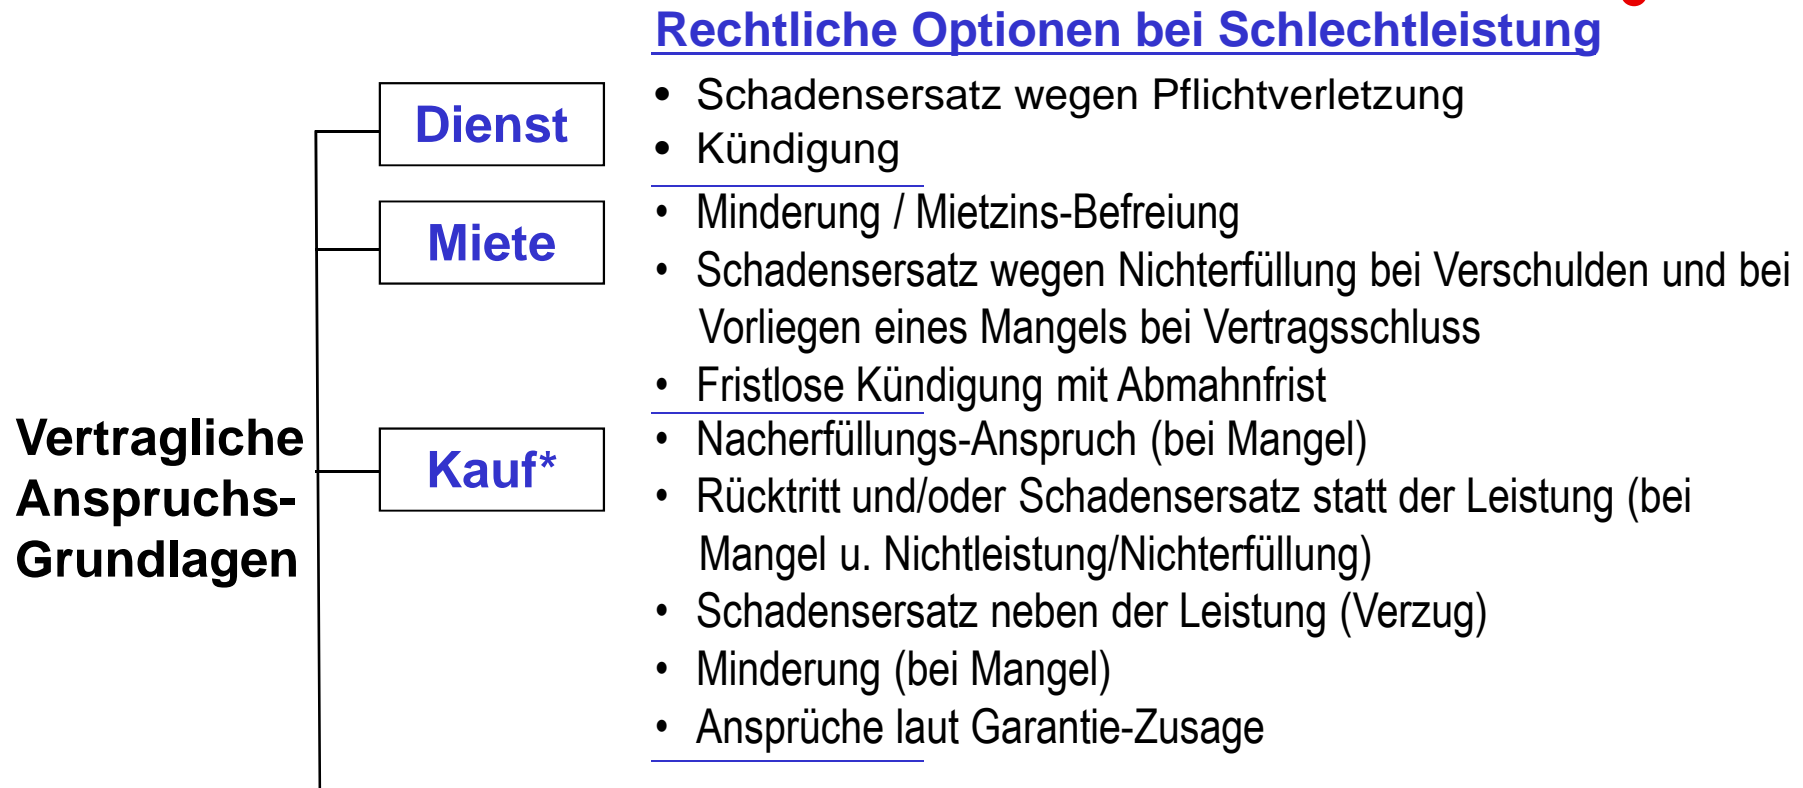 Rechtliche Optionen bei Schlechtleistung
Dienst
• Schadensersatz wegen Pflichtverletzung
• Kündigung
Miete
• Minderung / Mietzins-Befreiung
• Schadensersatz wegen Nichterfüllung bei Verschulden und bei
Vorliegen eines Mangels bei Vertragsschluss
• Fristlose Kündigung mit Abmahnfrist
Vertragliche
Anspruchs-
Grundlagen
Kauf*
• Nacherfüllungs-Anspruch (bei Mangel)
• Rücktritt und/oder Schadensersatz statt der Leistung (bei
Mangel u. Nichtleistung/Nichterfüllung)
• Schadensersatz neben der Leistung (Verzug)
• Minderung (bei Mangel)
• Ansprüche laut Garantie-Zusage